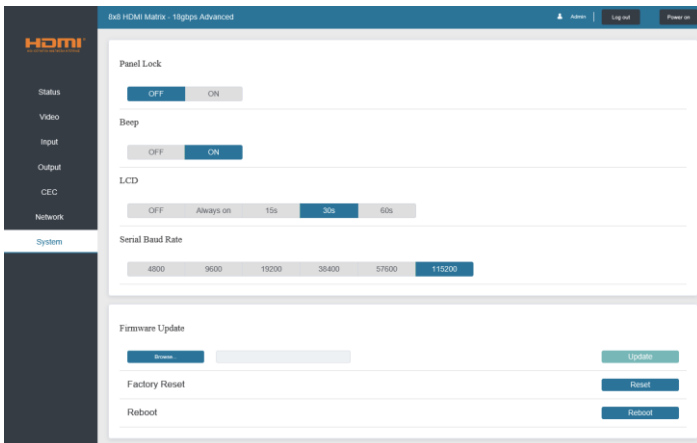 8x8 HDMI Matrix - 18gbps Advanced
Admin
Log out
Power on
HDMI
Status
Video
Input
Output
CEC
Network
System
Panel Lock
OFF ON
Beep
OFF ON
LCD
OFF Always on 15s 30s 60s
Serial Baud Rate
4800 9600 19200 38400 57600 115200
Firmware Update
Browse... Update
Factory Reset Reset
Reboot Reboot